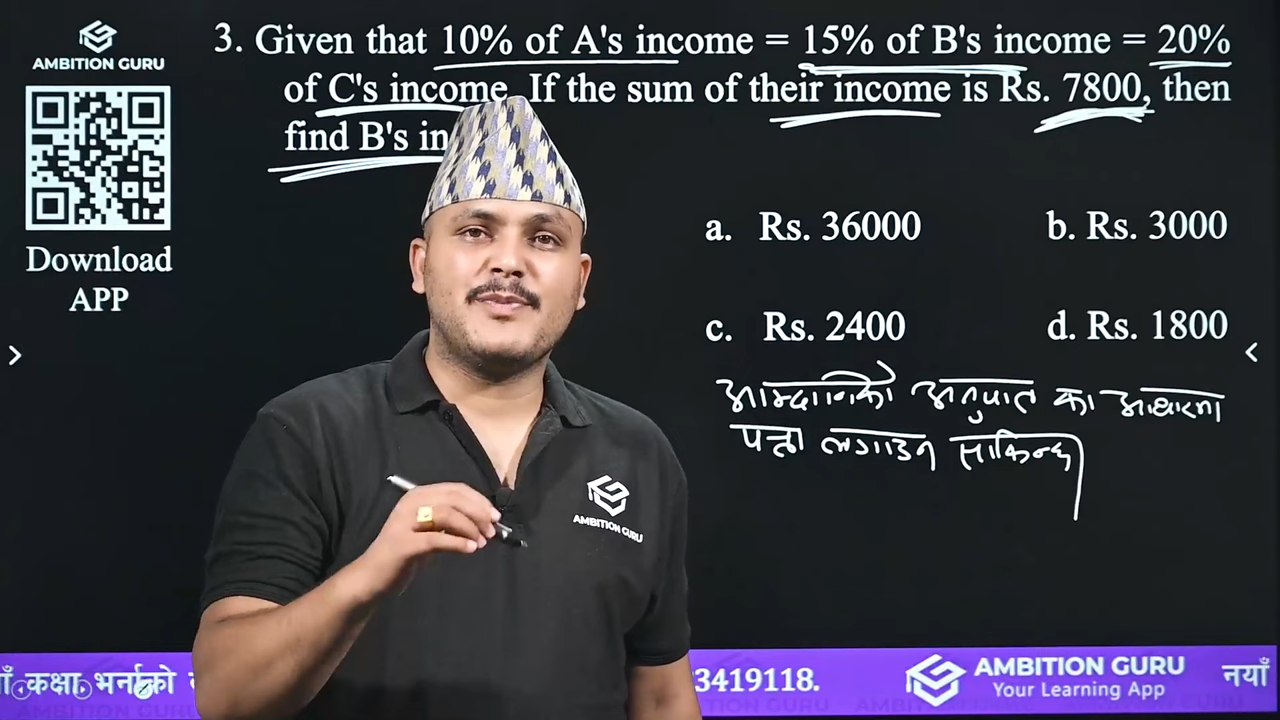 AMBITION GURU
Download
APP
3. Given that 10% of A's income = 15% of B's income = 20%
of C's income. If the sum of their income is Rs. 7800, then
find B's in
a. Rs. 36000
b. Rs. 3000
c. Rs. 2400
d. Rs. 1800
आम्दानीको अनुपात का आधारमा
पत्ता लगाउन सकिन्छ
AMBITION GURU
कक्षा भर्नाको
3419118.
AMBITION GURU
Your Learning App
नयाँ